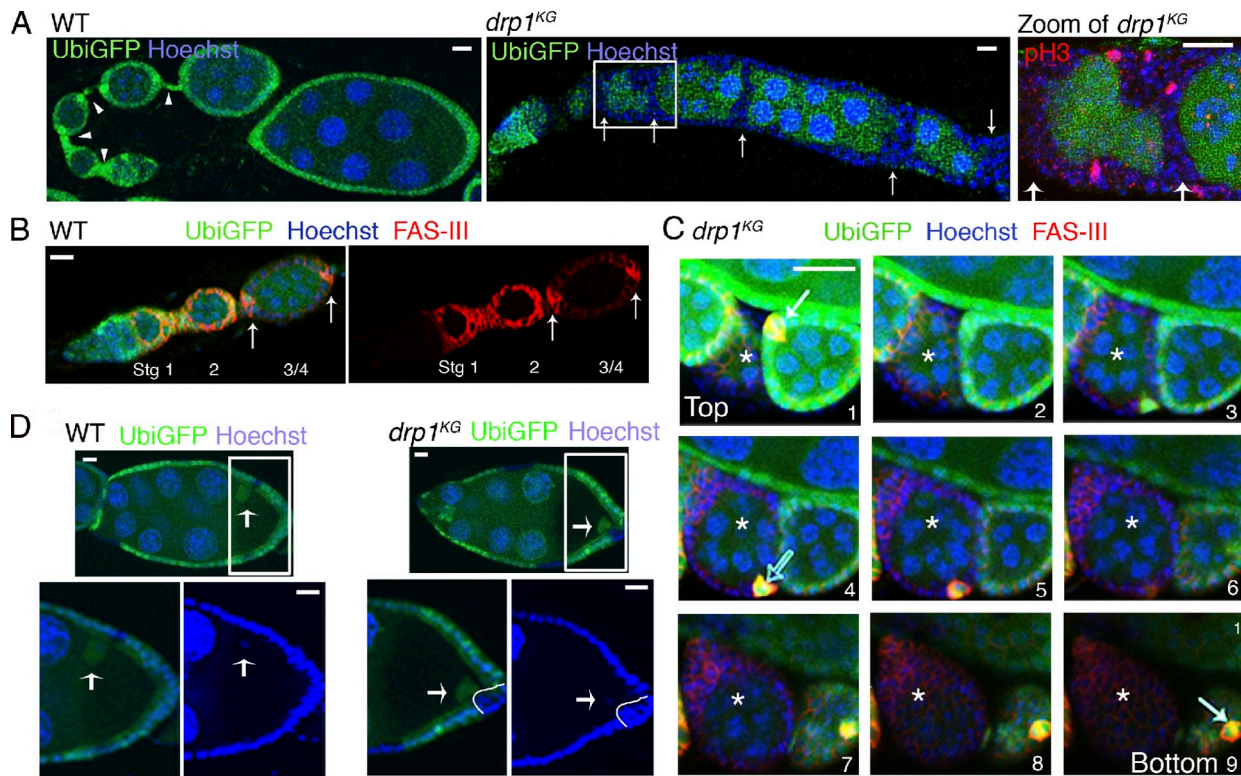 A WT
UbiGFP Hoechst
drp1KG
UbiGFP Hoechst
Zoom of drp1KG
pH3
B WT UbiGFP Hoechst FAS-III
Stg 1 2 3/4
Stg 1 2 3/4
C drp1KG UbiGFP Hoechst FAS-III
* Top 1
* 2
* 3
* 4
* 5
* 6
* 7
* 8
* 1 Bottom 9
D WT UbiGFP Hoechst
drp1KG UbiGFP Hoechst